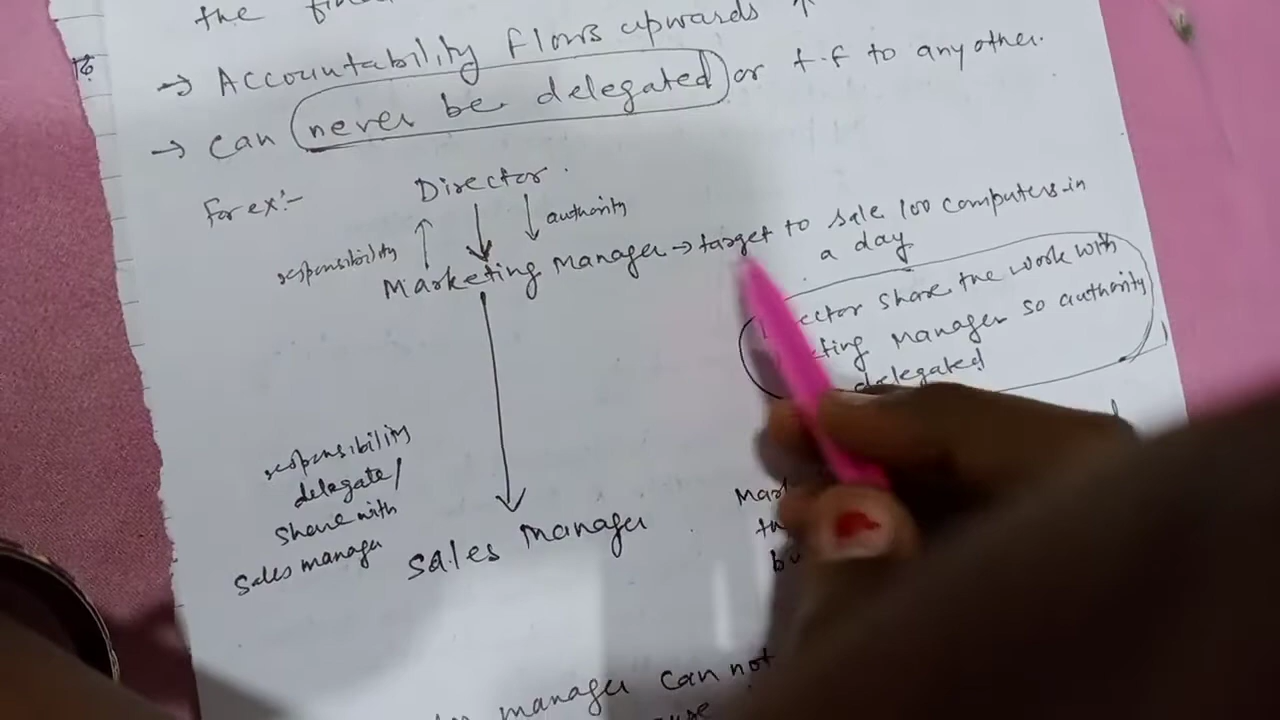 the
→ Accountability flows upwards ↑
→ Can never be delegated or t.f to any other.
For ex:-
Director.
responsibility
authority
Marketing Manager → target to sale 100 computers in
a day
share the work with
Manager so authority
delegated
responsibility
delegate/
share with
sales manager
Sales Manager
manager can not